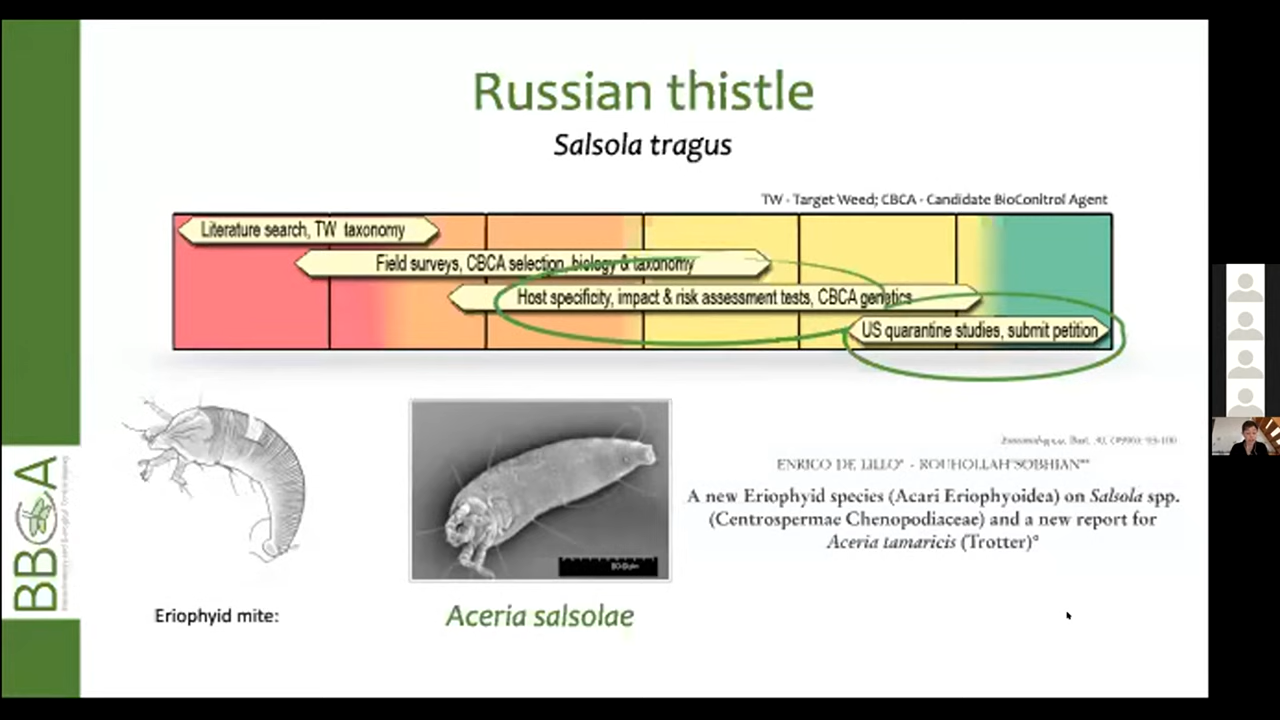 Russian thistle
Salsola tragus
TW - Target Weed; CBCA - Candidate BioConltrol Agent
Literature search, TW taxonomy
Field surveys, CBCA selection, biology & taxonomy
Host specificity, impact & risk assessment tests, CBCA genetics
US quarantine studies, submit petition
ENRICO DE LILLO* - ROUHOLLAH SOBHIAN**
A new Eriophyid species (Acari Eriophyoidea) on Salsola spp.
(Centrospermae Chenopodiaceae) and a new report for
Aceria tamaricis (Trotter)°
Eriophyid mite:
Aceria salsolae
BBCA